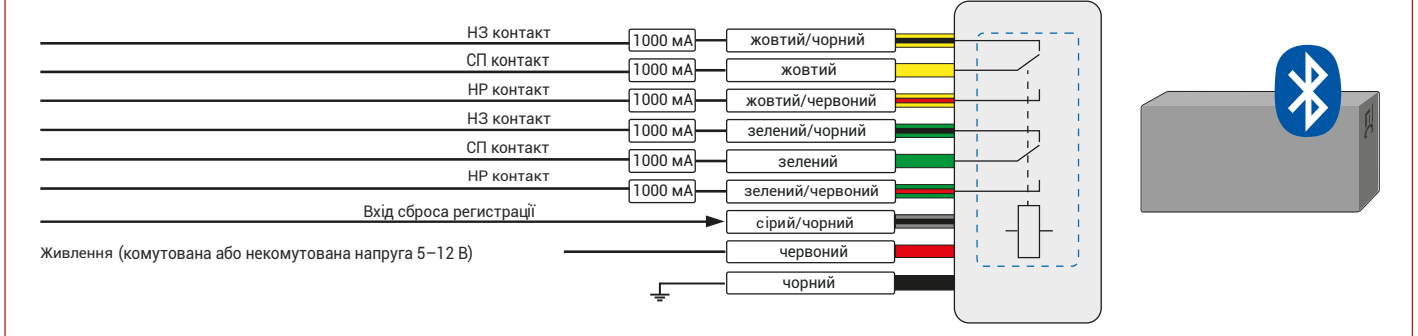 НЗ контакт 1000 мА жовтий/чорний
СП контакт 1000 мА жовтий
НР контакт 1000 мА жовтий/червоний
НЗ контакт 1000 мА зелений/чорний
СП контакт 1000 мА зелений
НР контакт 1000 мА зелений/червоний
Вхід сброса регистрації сірий/чорний
Живлення (комутована або некомутована напруга 5–12 В) червоний
чорний